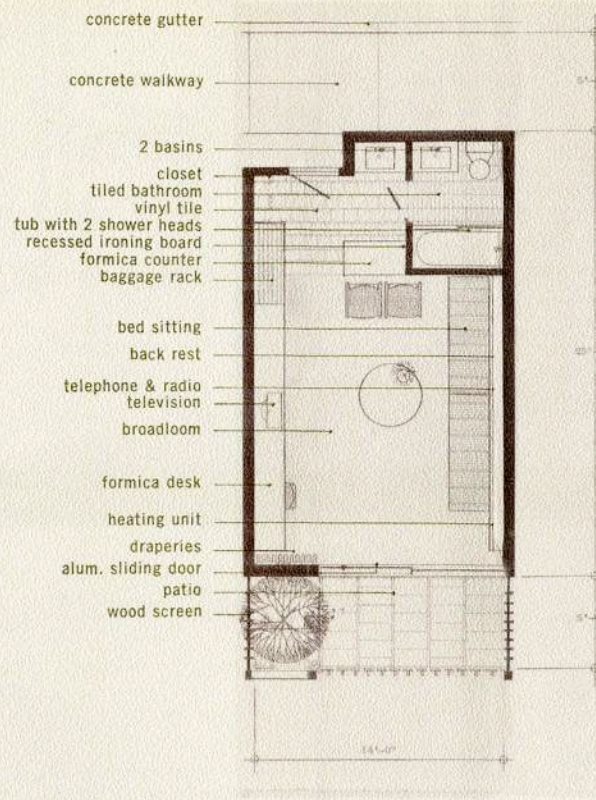 concrete gutter
concrete walkway
2 basins
closet
tiled bathroom
vinyl tile
tub with 2 shower heads
recessed ironing board
formica counter
baggage rack
bed sitting
back rest
telephone & radio
television
broadloom
formica desk
heating unit
draperies
alum. sliding door
patio
wood screen
14'-0"